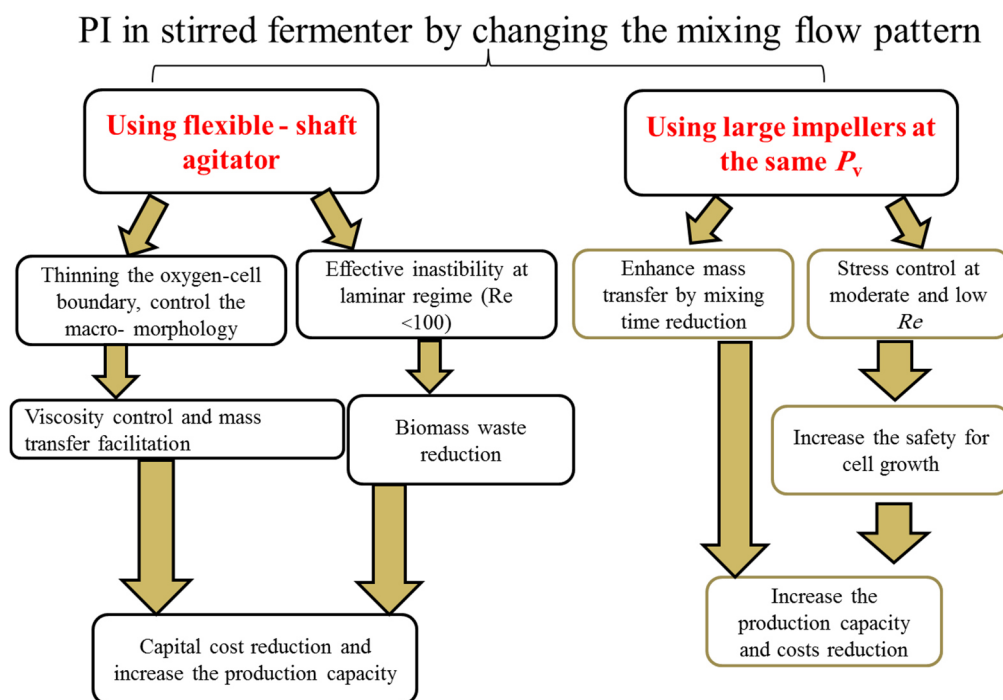 PI in stirred fermenter by changing the mixing flow pattern
Using flexible - shaft
agitator
Using large impellers at
the same Pv
Thinning the oxygen-cell
boundary, control the
macro- morphology
Effective inastibility at
laminar regime (Re
<100)
Enhance mass
transfer by mixing
time reduction
Stress control at
moderate and low
Re
Viscosity control and mass
transfer facilitation
Biomass waste
reduction
Increase the safety for
cell growth
Capital cost reduction and
increase the production capacity
Increase the
production capacity
and costs reduction